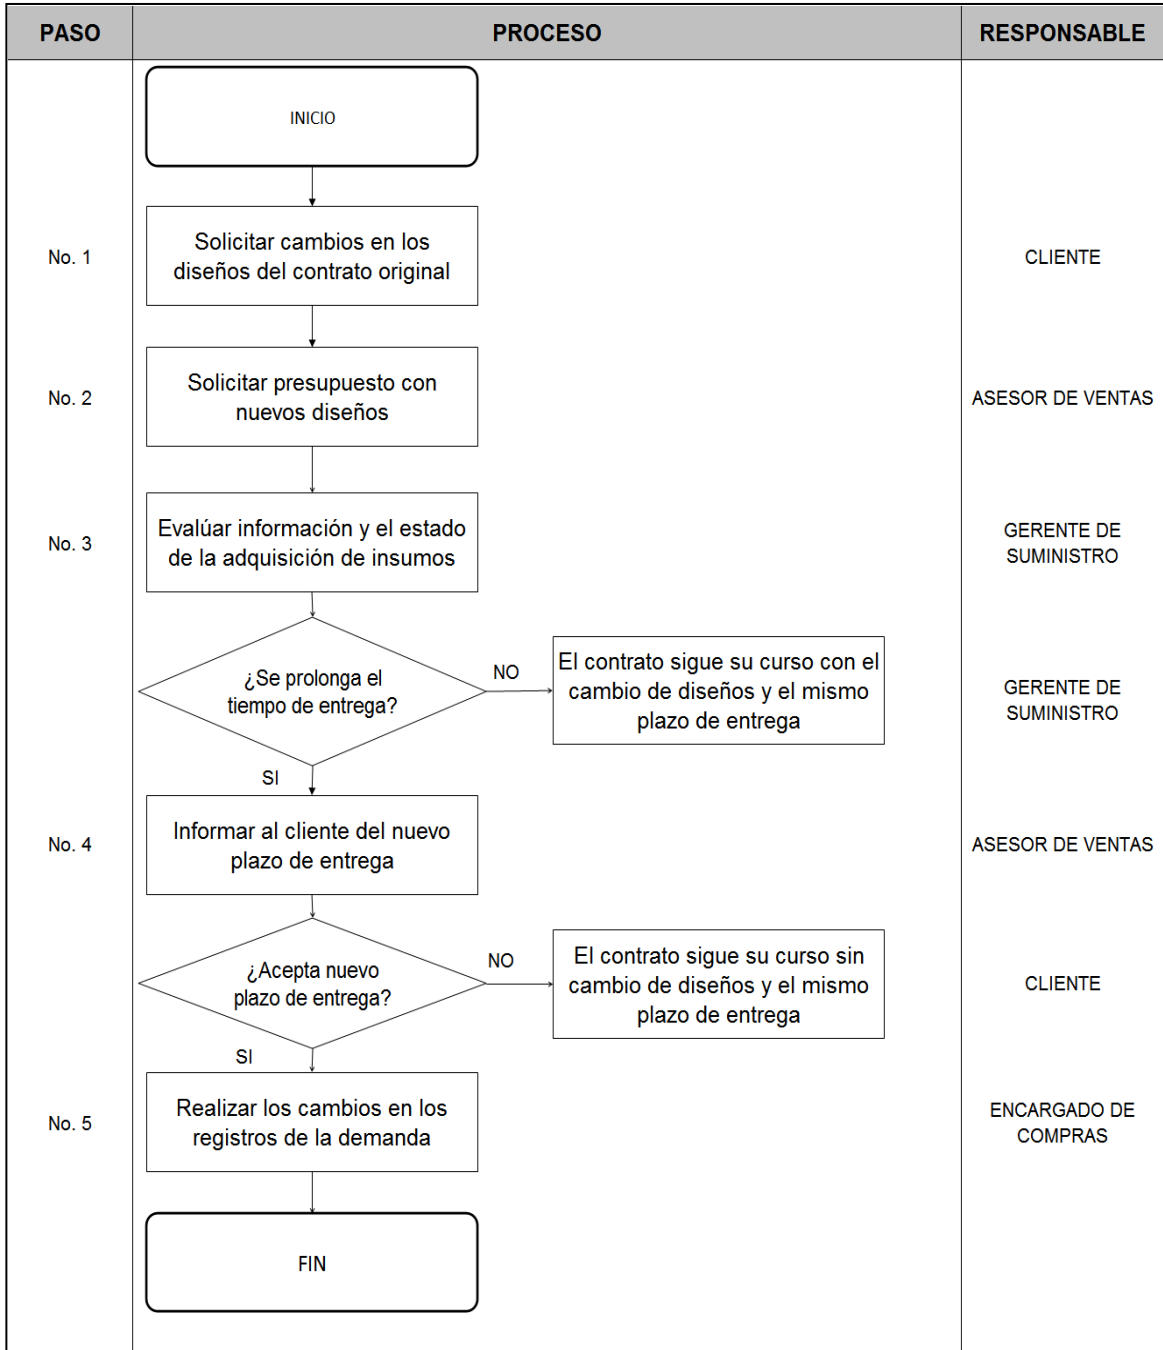 PASO
PROCESO
RESPONSABLE
INICIO
No. 1
Solicitar cambios en los
diseños del contrato original
CLIENTE
No. 2
Solicitar presupuesto con
nuevos diseños
ASESOR DE VENTAS
No. 3
Evalúar información y el estado
de la adquisición de insumos
GERENTE DE
SUMINISTRO
¿Se prolonga el
tiempo de entrega?
NO
El contrato sigue su curso con el
cambio de diseños y el mismo
plazo de entrega
GERENTE DE
SUMINISTRO
SI
No. 4
Informar al cliente del nuevo
plazo de entrega
ASESOR DE VENTAS
¿Acepta nuevo
plazo de entrega?
NO
El contrato sigue su curso sin
cambio de diseños y el mismo
plazo de entrega
CLIENTE
SI
No. 5
Realizar los cambios en los
registros de la demanda
ENCARGADO DE
COMPRAS
FIN